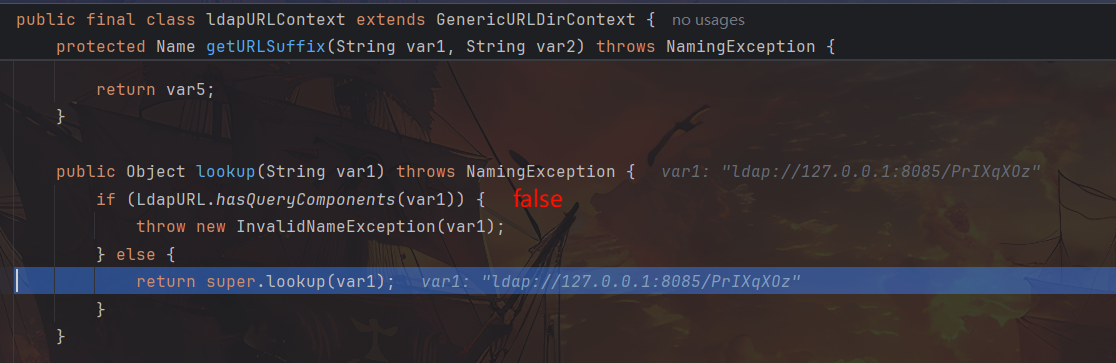 public final class ldapURLContext extends GenericURLDirContext {   no usages
    protected Name getURLSuffix(String var1, String var2) throws NamingException {
        return var5;
    }
    public Object lookup(String var1) throws NamingException {   var1: "ldap://127.0.0.1:8085/PrIXqXOz"
        if (LdapURL.hasQueryComponents(var1)) {   false
            throw new InvalidNameException(var1);
        } else {
            return super.lookup(var1);   var1: "ldap://127.0.0.1:8085/PrIXqXOz"
        }
    }